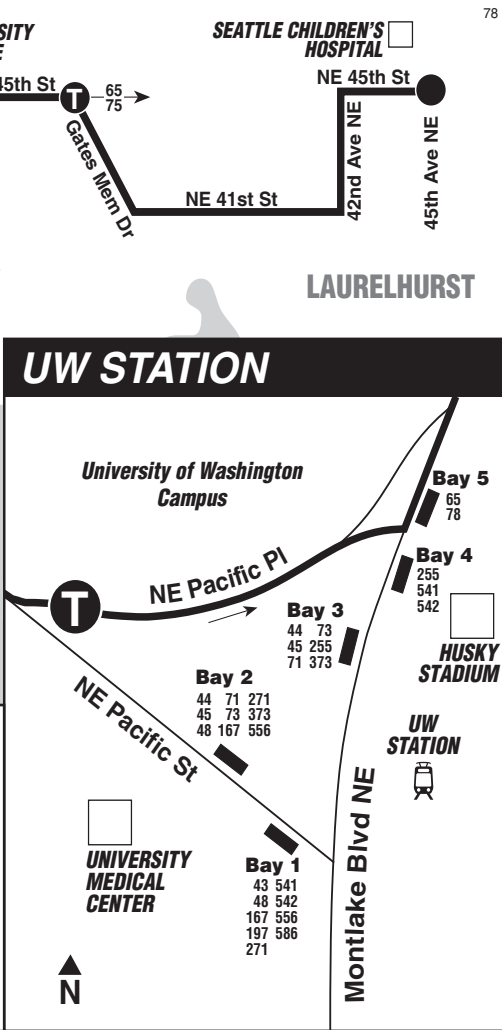 78
SITY
E
SEATTLE CHILDREN'S
HOSPITAL
45th St
T
65
75
NE 45th St
Gates Mem Dr
NE 41st St
42nd Ave NE
45th Ave NE
LAURELHURST
UW STATION
University of Washington
Campus
Bay 5
65
78
Bay 4
255
541
542
NE Pacific Pl
T
Bay 3
44 73
45 255
71 373
HUSKY
STADIUM
Bay 2
44 71 271
45 73 373
48 167 556
NE Pacific St
UW
STATION
UNIVERSITY
MEDICAL
CENTER
Bay 1
43 541
48 542
167 556
197 586
271
Montlake Blvd NE
N